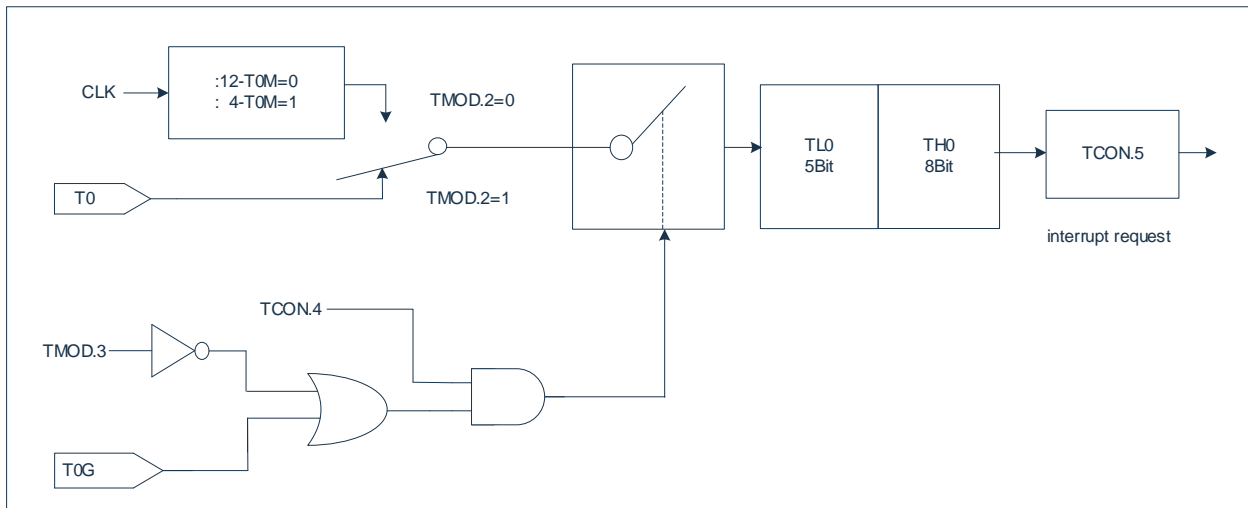 :12-T0M=0
CLK
: 4-T0M=1
TMOD.2=0
TL0
5Bit
TH0
8Bit
TCON.5
T0
TMOD.2=1
interrupt request
TCON.4
TMOD.3
T0G